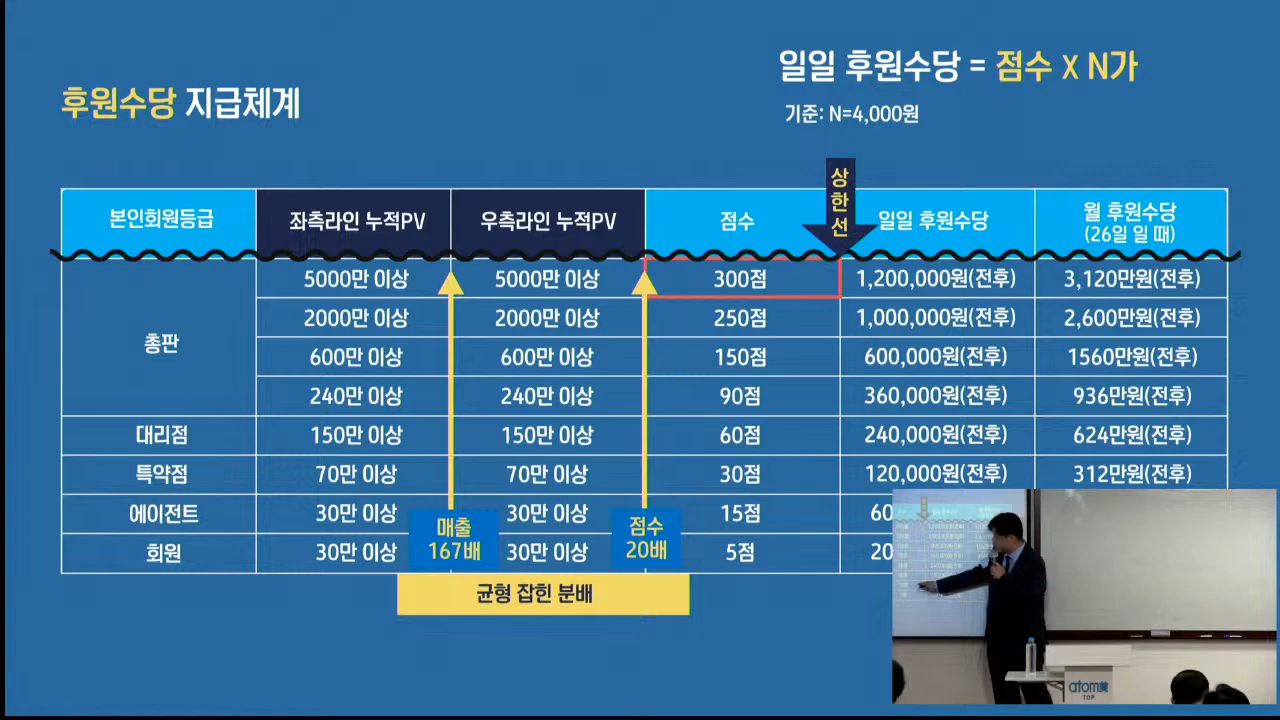 일일 후원수당 = 점수 X N가
후원수당 지급체계
기준: N=4,000원
상한선
본인회원등급 좌측라인 누적PV 우측라인 누적PV 점수 일일 후원수당 월 후원수당
(26일 일 때)
총판
5000만 이상 5000만 이상 300점 1,200,000원(전후) 3,120만원(전후)
2000만 이상 2000만 이상 250점 1,000,000원(전후) 2,600만원(전후)
600만 이상 600만 이상 150점 600,000원(전후) 1560만원(전후)
240만 이상 240만 이상 90점 360,000원(전후) 936만원(전후)
대리점 150만 이상 150만 이상 60점 240,000원(전후) 624만원(전후)
특약점 70만 이상 70만 이상 30점 120,000원(전후) 312만원(전후)
에이전트 30만 이상 30만 이상 15점 60
회원 30만 이상 30만 이상 5점 20
매출
167배
점수
20배
균형 잡힌 분배
atom美
TOP